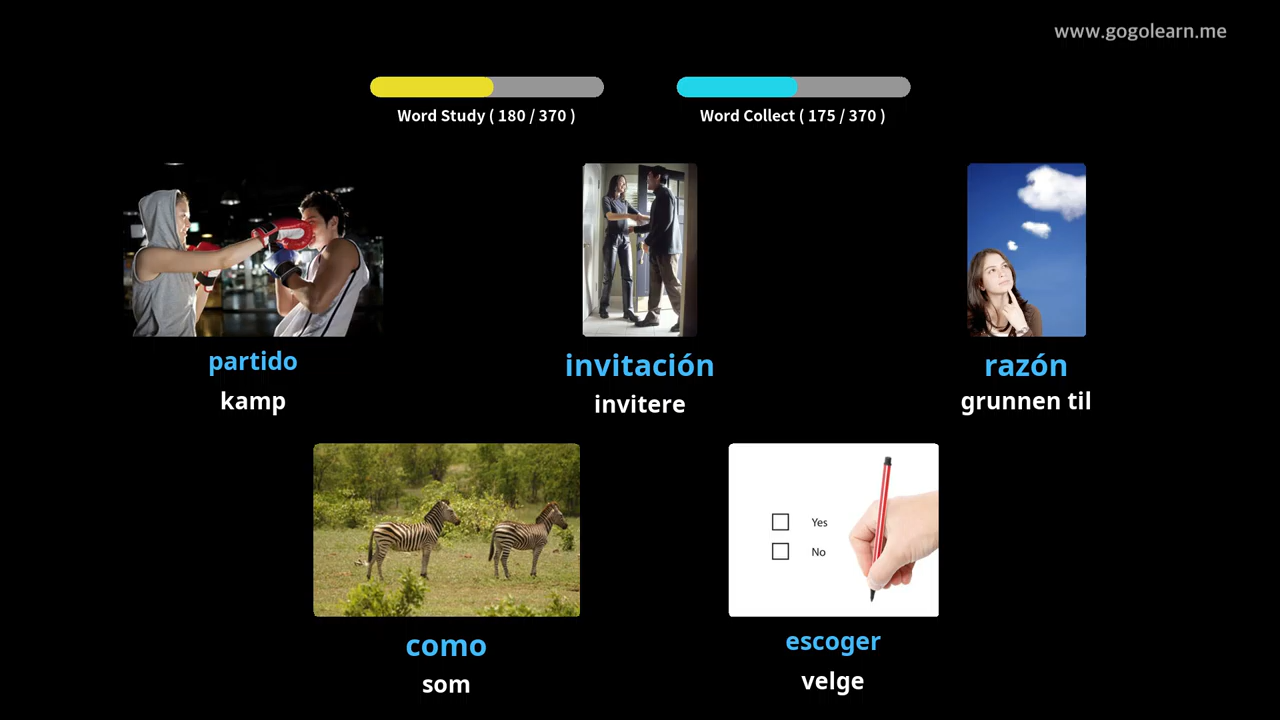 www.gogolearn.me
Word Study ( 180 / 370 )
Word Collect ( 175 / 370 )
partido
kamp
invitación
invitere
razón
grunnen til
Yes
No
como
som
escoger
velge